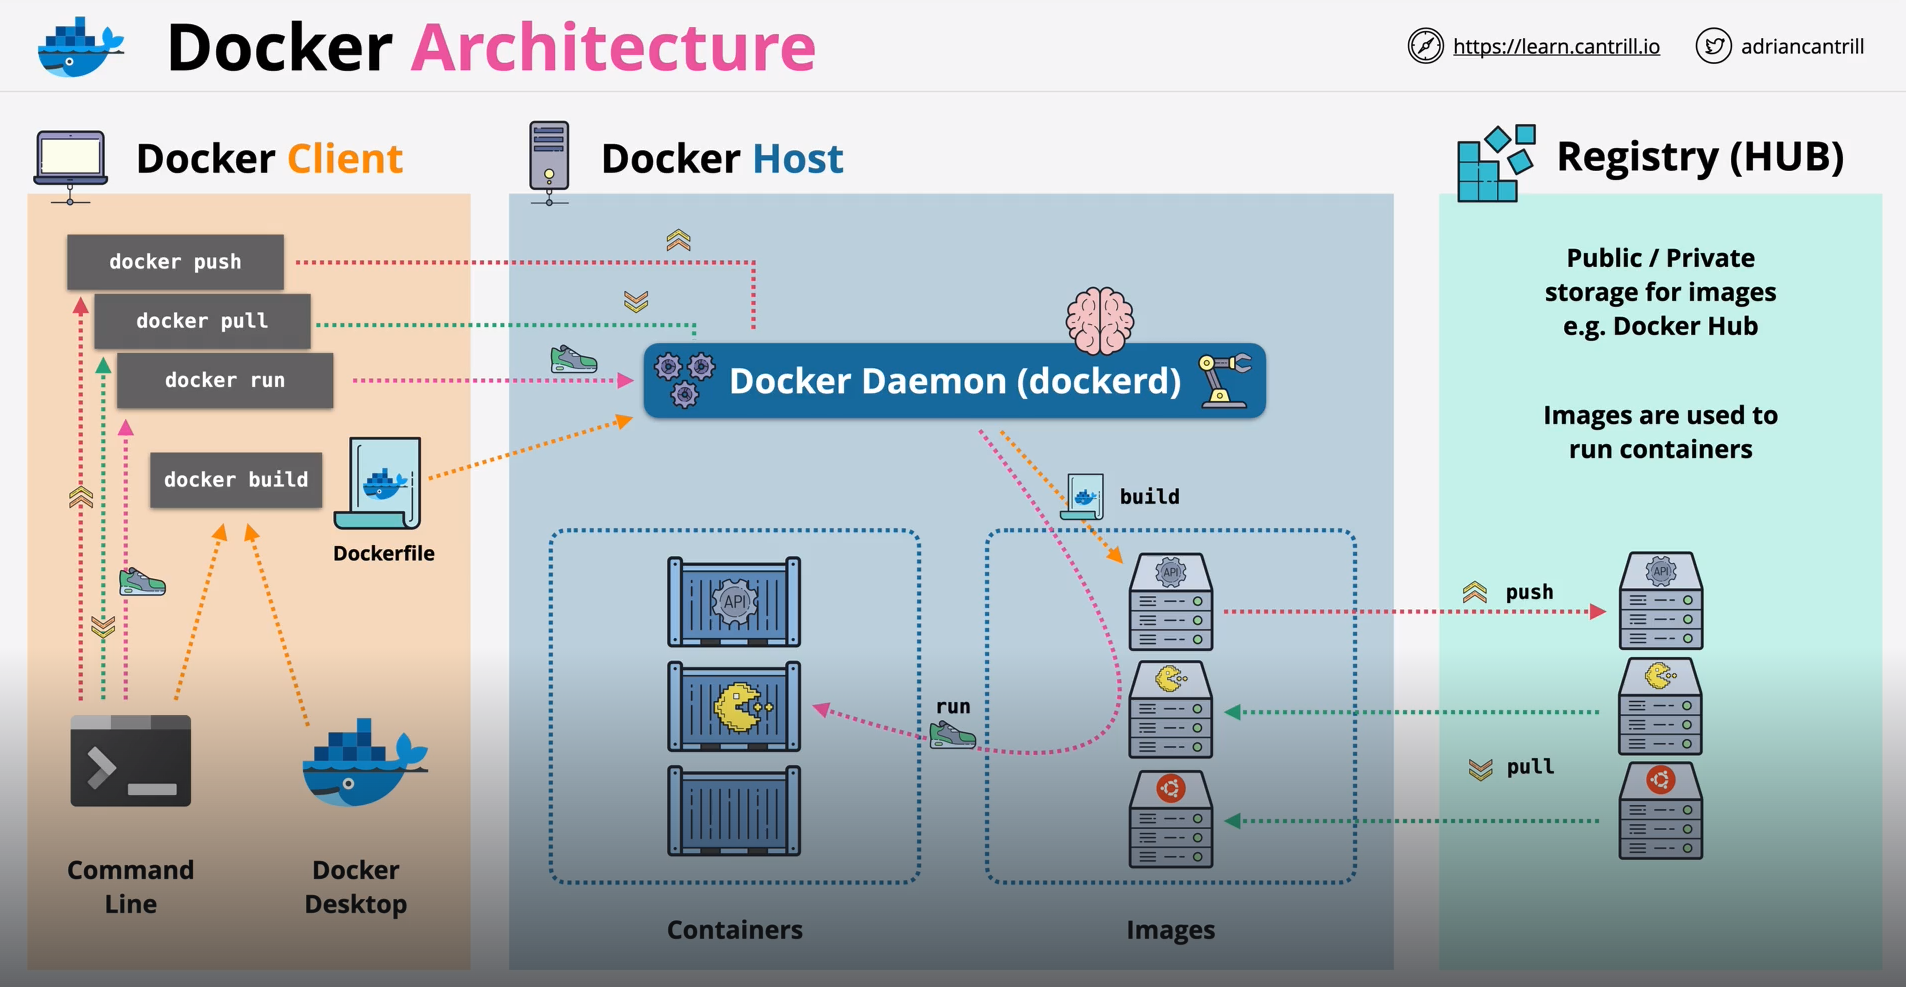 Docker Architecture
https://learn.cantrill.io
adriancantrill
Docker Client
Docker Host
Registry (HUB)
docker push
docker pull
docker run
docker build
Dockerfile
Command
Line
Docker
Desktop
Docker Daemon (dockerd)
build
API
API
run
Containers
Images
Public / Private
storage for images
e.g. Docker Hub
Images are used to
run containers
push
API
pull